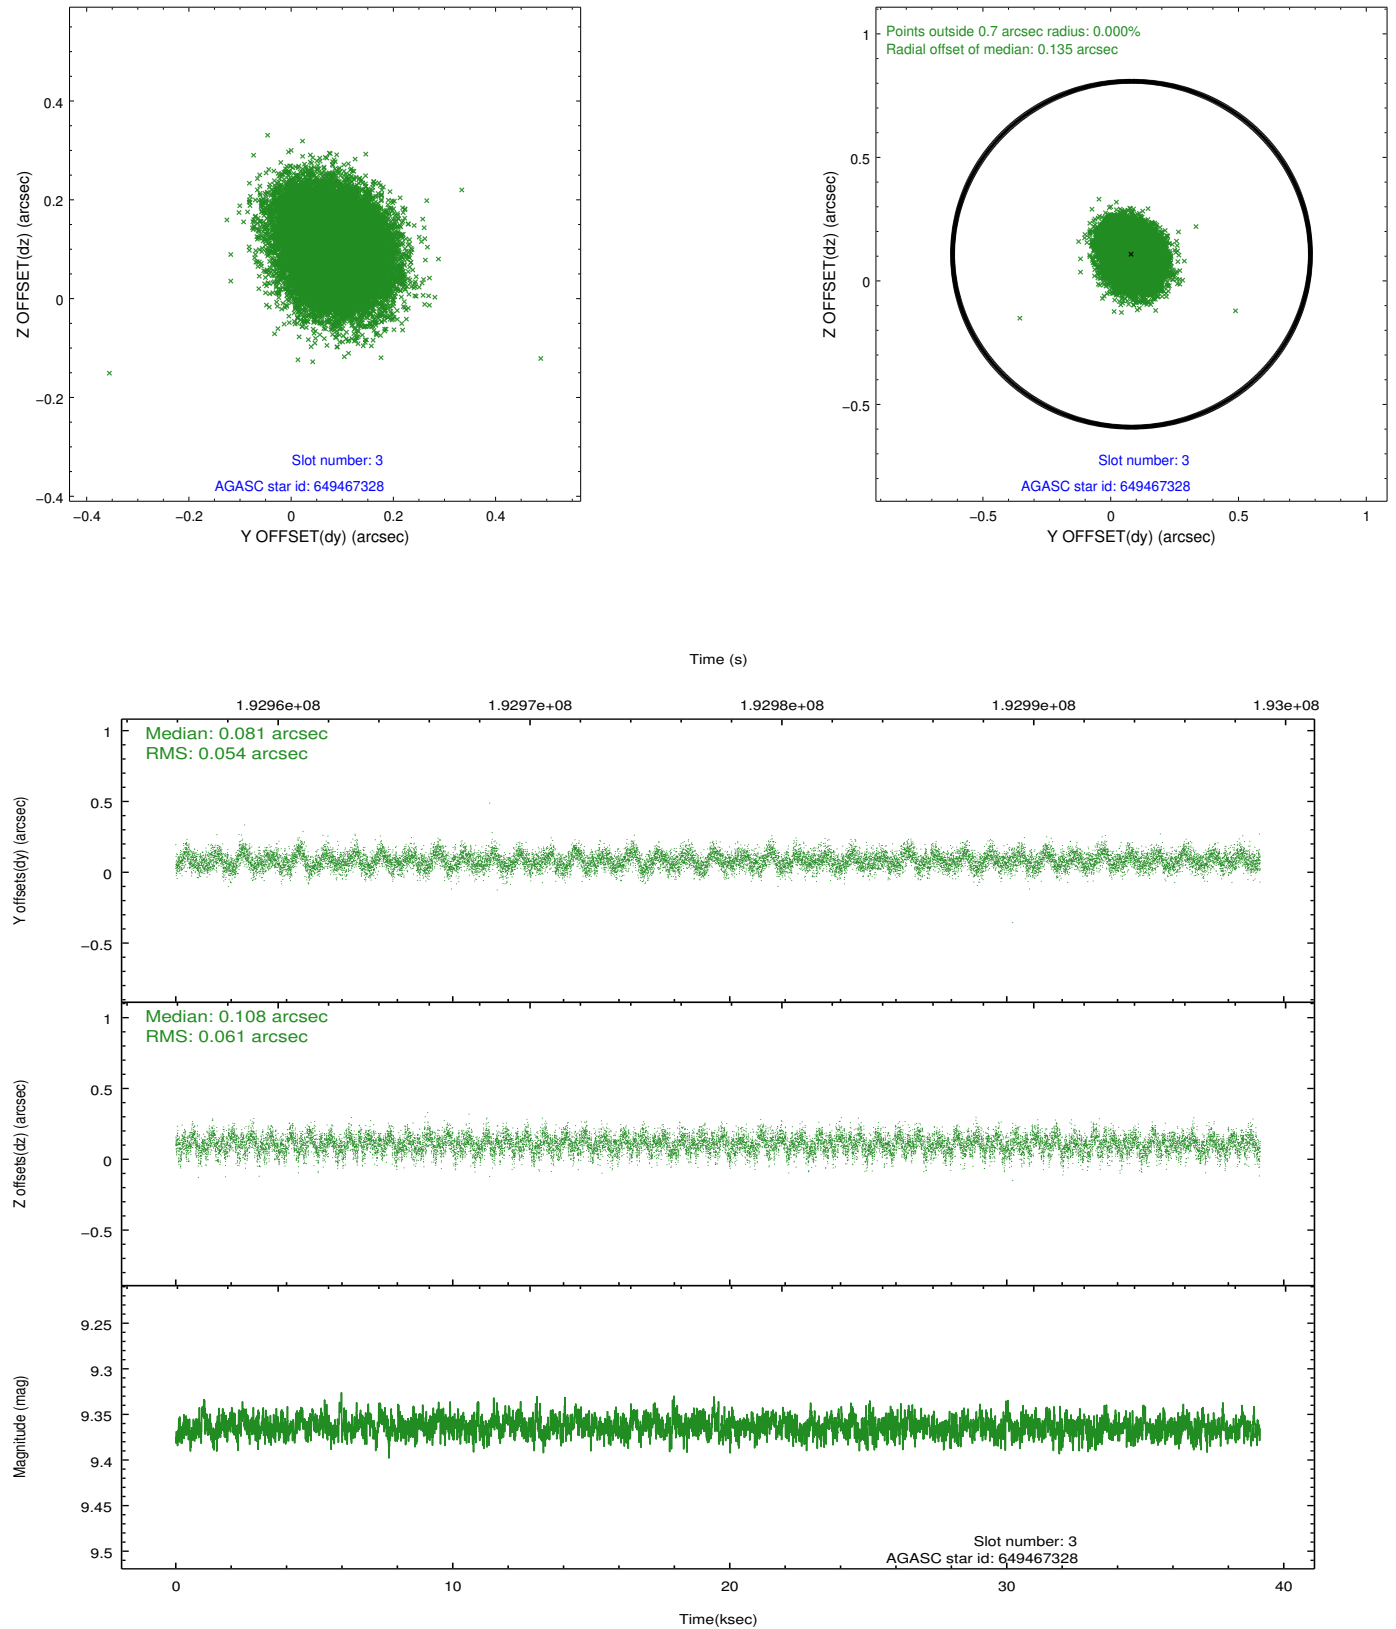 0.4
0.2
0
−0.2
−0.4
Z OFFSET(dz) (arcsec)
Slot number: 3
AGASC star id: 649467328
−0.4 −0.2 0 0.2 0.4
Y OFFSET(dy) (arcsec)
Points outside 0.7 arcsec radius: 0.000%
Radial offset of median: 0.135 arcsec
1
0.5
0
−0.5
Z OFFSET(dz) (arcsec)
Slot number: 3
AGASC star id: 649467328
−0.5 0 0.5 1
Y OFFSET(dy) (arcsec)
Time (s)
1.9296e+08 1.9297e+08 1.9298e+08 1.9299e+08 1.93e+08
Median: 0.081 arcsec
RMS: 0.054 arcsec
1
0.5
0
−0.5
Y offsets(dy) (arcsec)
Median: 0.108 arcsec
RMS: 0.061 arcsec
1
0.5
0
−0.5
Z offsets(dz) (arcsec)
9.25
9.3
9.35
9.4
9.45
9.5
Magnitude (mag)
Slot number: 3
AGASC star id: 649467328
0 10 20 30 40
Time(ksec)